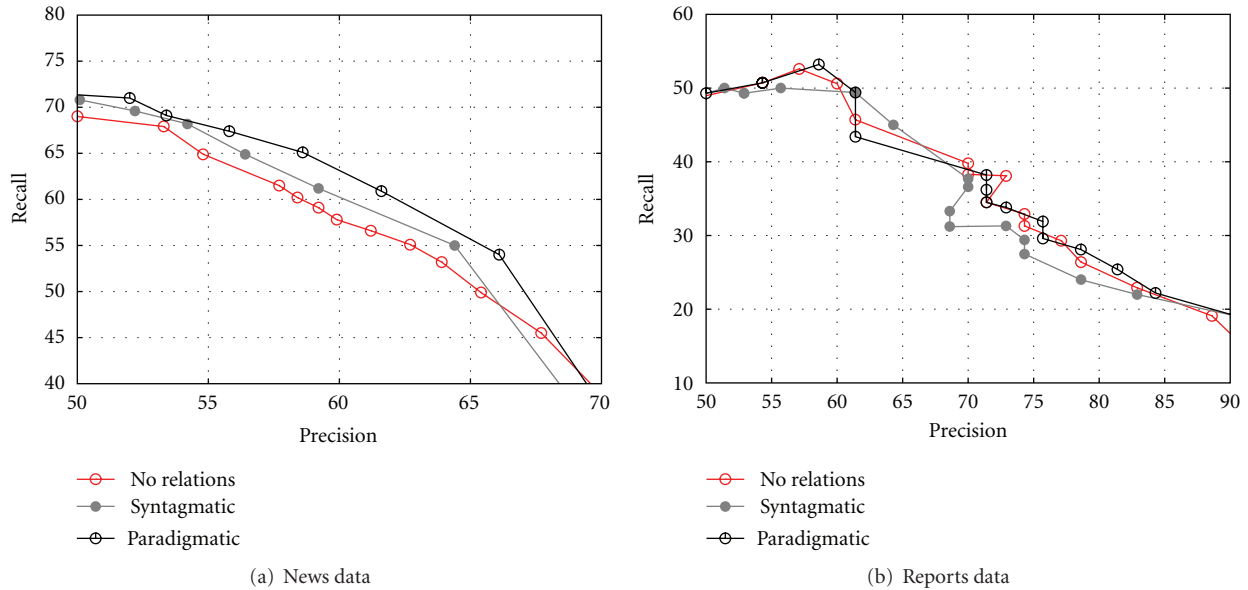 80
75
70
65
60
55
50
45
40
50 55 60 65 70
Recall
Precision
No relations
Syntagmatic
Paradigmatic
(a) News data
60
50
40
30
20
10
50 55 60 65 70 75 80 85 90
Recall
Precision
No relations
Syntagmatic
Paradigmatic
(b) Reports data